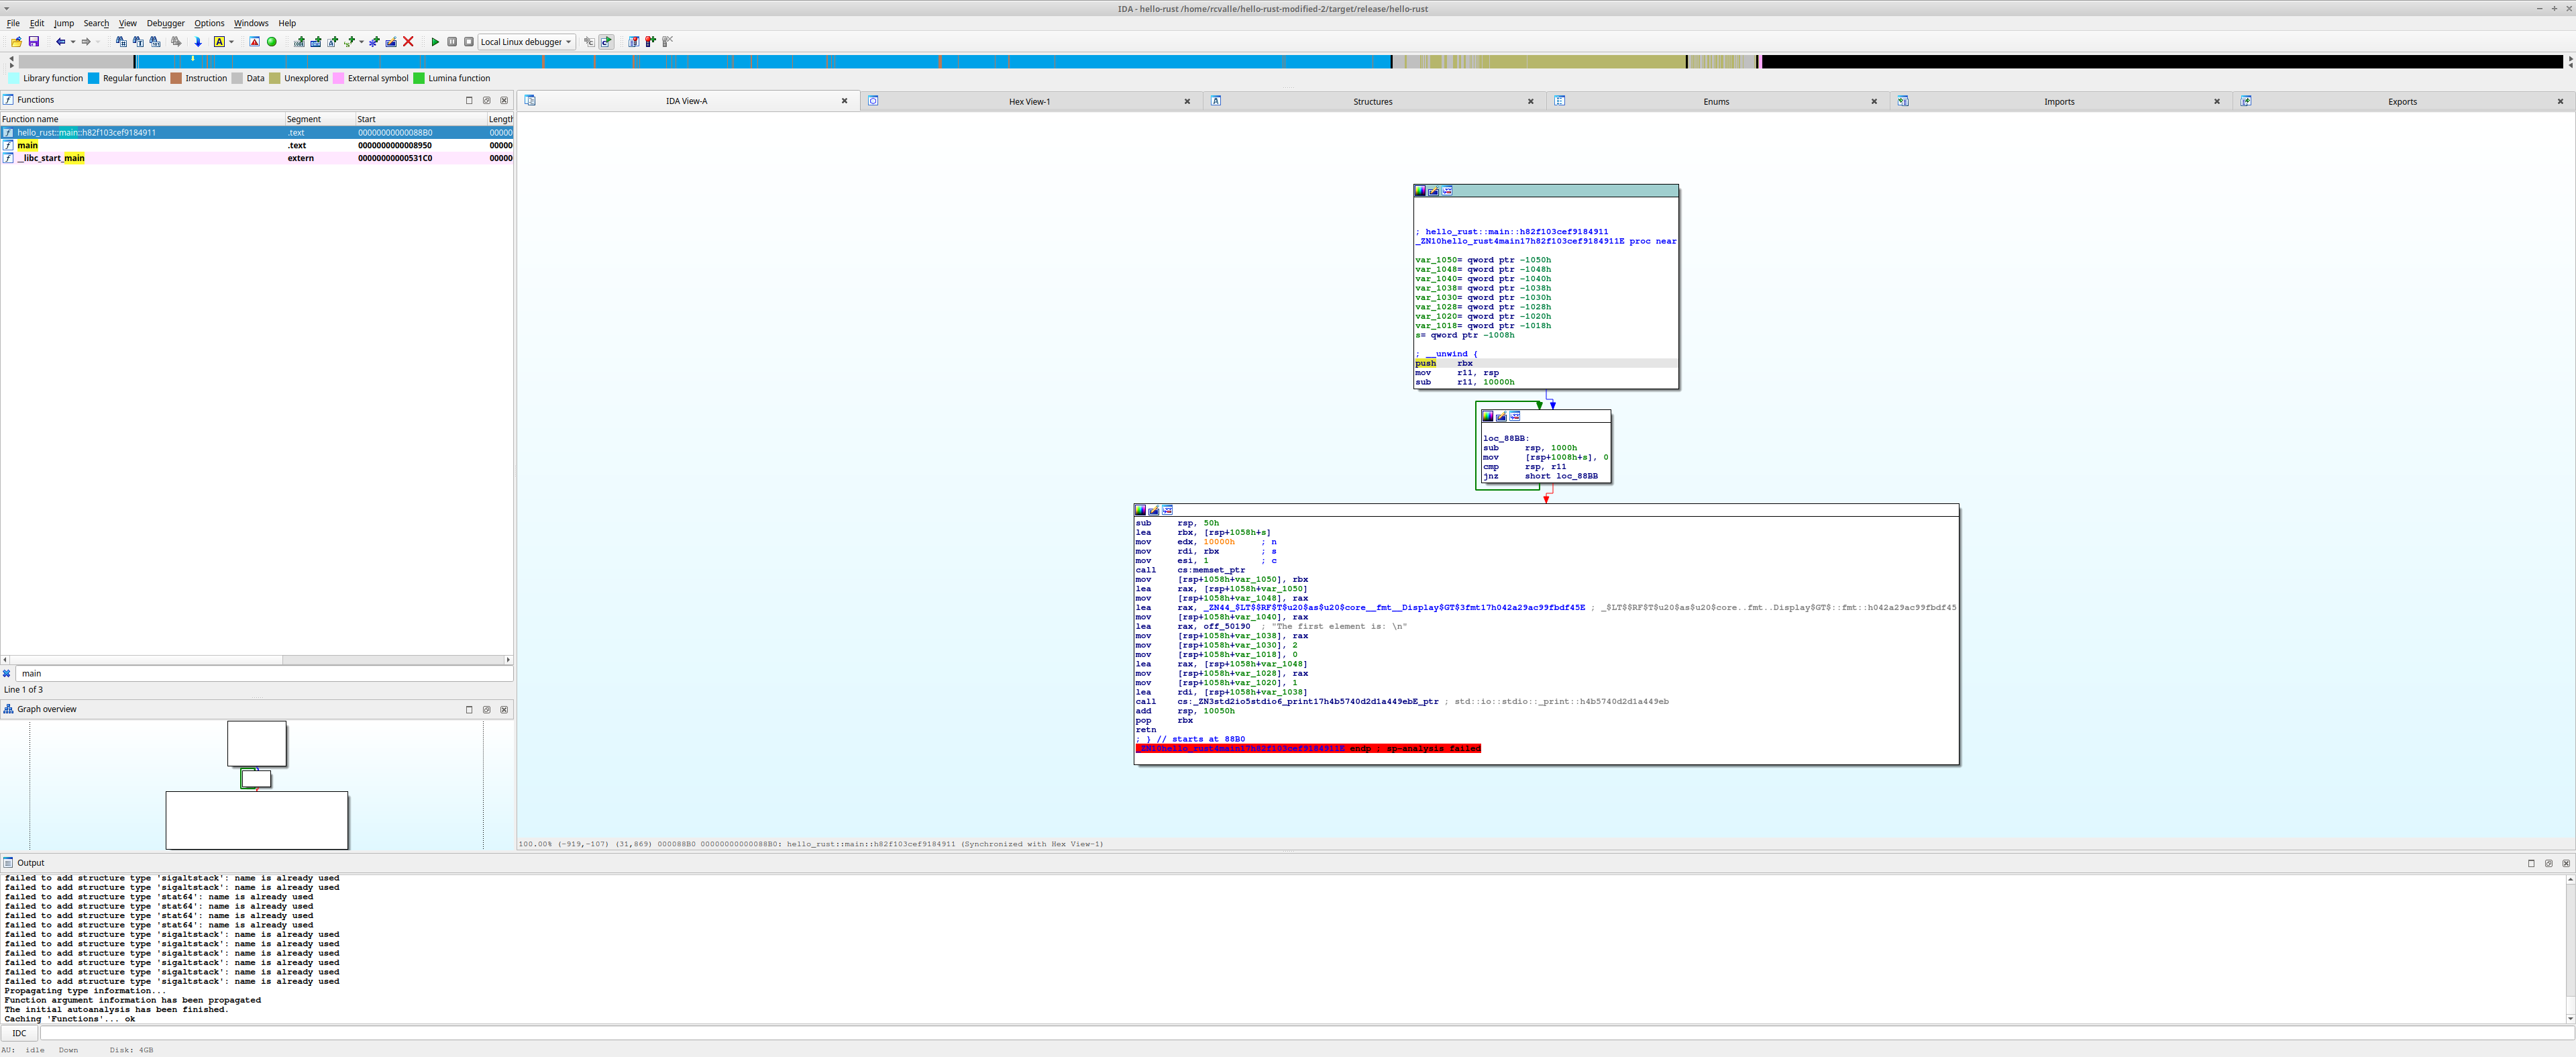 IDA - hello-rust /home/rcvalle/hello-rust-modified-2/target/release/hello-rust
File Edit Jump Search View Debugger Options Windows Help
Local Linux debugger
Library function Regular function Instruction Data Unexplored External symbol Lumina function
Functions
Function name Segment Start Length
hello_rust::main::h82f103cef9184911 .text 00000000000088B0 00000
main .text 0000000000008950 00000
__libc_start_main extern 00000000000531C0 00000
main
Line 1 of 3
Graph overview
IDA View-A Hex View-1 Structures Enums Imports Exports
; hello_rust::main::h82f103cef9184911
_ZN10hello_rust4main17h82f103cef9184911E proc near
var_1050= qword ptr -1050h
var_1048= qword ptr -1048h
var_1040= qword ptr -1040h
var_1038= qword ptr -1038h
var_1030= qword ptr -1030h
var_1028= qword ptr -1028h
var_1020= qword ptr -1020h
var_1018= qword ptr -1018h
s= qword ptr -1008h
; __unwind {
push rbx
mov r11, rsp
sub r11, 10000h
loc_88BB:
sub rsp, 1000h
mov [rsp+1008h+s], 0
cmp rsp, r11
jnz short loc_88BB
sub rsp, 50h
lea rbx, [rsp+1058h+s]
mov edx, 10000h ; n
mov rdi, rbx ; s
mov esi, 1 ; c
call cs:memset_ptr
mov [rsp+1058h+var_1050], rbx
lea rax, [rsp+1058h+var_1050]
mov [rsp+1058h+var_1048], rax
lea rax, _ZN44_$LT$$RF$T$u20$as$u20$core__fmt__Display$GT$3fmt17h042a29ac99fbdf45E ; _$LT$$RF$T$u20$as$u20$core..fmt..Display$GT$::fmt::h042a29ac99fbdf45
mov [rsp+1058h+var_1040], rax
lea rax, off_50190 ; "The first element is: \n"
mov [rsp+1058h+var_1038], rax
mov [rsp+1058h+var_1030], 2
mov [rsp+1058h+var_1018], 0
lea rax, [rsp+1058h+var_1048]
mov [rsp+1058h+var_1028], rax
mov [rsp+1058h+var_1020], 1
lea rdi, [rsp+1058h+var_1038]
call cs:_ZN3std2io5stdio6_print17h4b5740d2d1a449ebE_ptr ; std::io::stdio::_print::h4b5740d2d1a449eb
add rsp, 10050h
pop rbx
retn
; } // starts at 88B0
_ZN10hello_rust4main17h82f103cef9184911E endp ; sp-analysis failed
100.00% (-919,-107) (31,869) 000088B0 00000000000088B0: hello_rust::main::h82f103cef9184911 (Synchronized with Hex View-1)
Output
failed to add structure type 'sigaltstack': name is already used
failed to add structure type 'sigaltstack': name is already used
failed to add structure type 'stat64': name is already used
failed to add structure type 'stat64': name is already used
failed to add structure type 'stat64': name is already used
failed to add structure type 'stat64': name is already used
failed to add structure type 'sigaltstack': name is already used
failed to add structure type 'sigaltstack': name is already used
failed to add structure type 'sigaltstack': name is already used
failed to add structure type 'sigaltstack': name is already used
failed to add structure type 'sigaltstack': name is already used
failed to add structure type 'sigaltstack': name is already used
Propagating type information...
Function argument information has been propagated
The initial autoanalysis has been finished.
Caching 'Functions'... ok
IDC
AU: idle Down Disk: 4GB